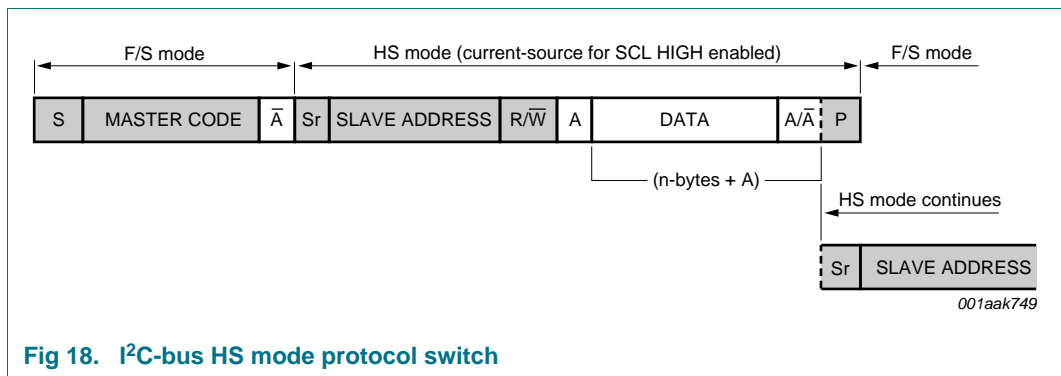 F/S mode HS mode (current-source for SCL HIGH enabled) F/S mode
S MASTER CODE A̅ Sr SLAVE ADDRESS R/W̅ A DATA A/A̅ P
(n-bytes + A)
HS mode continues
Sr SLAVE ADDRESS
001aak749
Fig 18. I²C-bus HS mode protocol switch